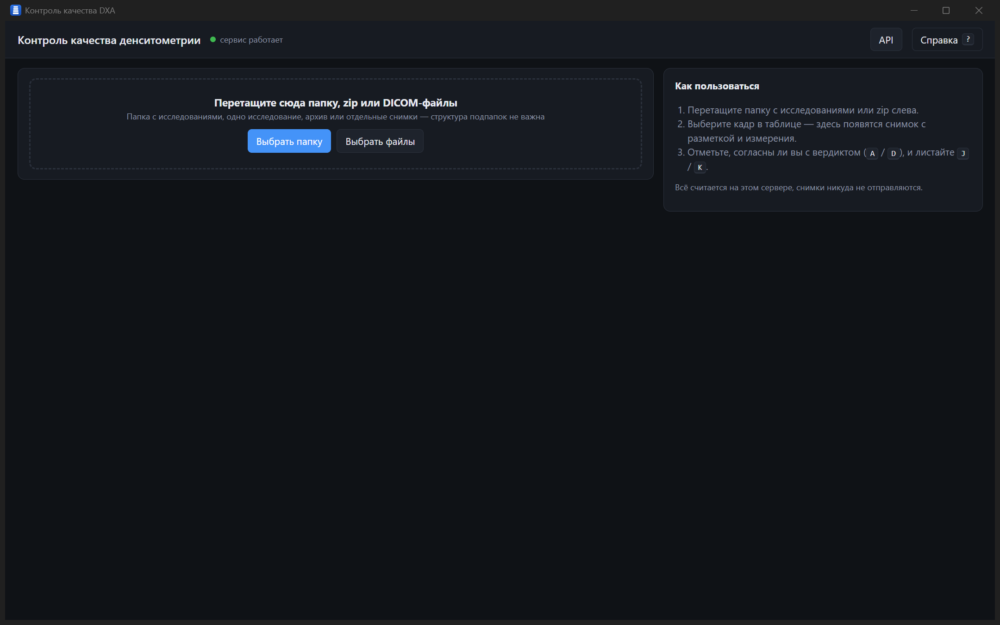 Контроль качества DXA
Контроль качества денситометрии
сервис работает
API
Справка ?
Перетащите сюда папку, zip или DICOM-файлы
Папка с исследованиями, одно исследование, архив или отдельные снимки — структура подпапок не важна
Выбрать папку
Выбрать файлы
Как пользоваться
1. Перетащите папку с исследованиями или zip слева.
2. Выберите кадр в таблице — здесь появятся снимок с
разметкой и измерения.
3. Отметьте, согласны ли вы с вердиктом (A / D), и листайте J
/ K.
Всё считается на этом сервере, снимки никуда не отправляются.